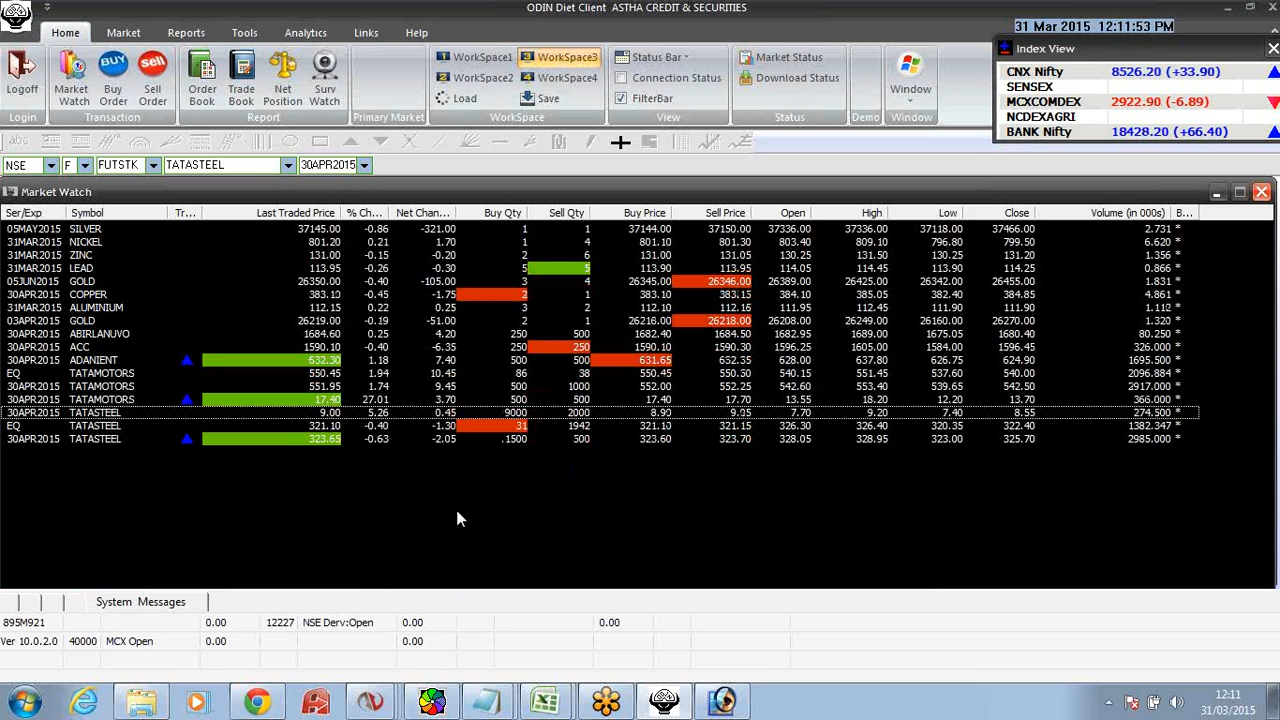 ODIN Diet Client ASTHA CREDIT & SECURITIES
31 Mar 2015 12:11:53 PM
Home Market Reports Tools Analytics Links Help
Index View
CNX Nifty 8526.20 (+33.90)
SENSEX
MCXCOMDEX 2922.90 (-6.89)
NCDEXAGRI
BANK Nifty 18428.20 (+66.40)
1 WorkSpace1 3 WorkSpace3 Status Bar Market Status
2 WorkSpace2 4 WorkSpace4 Connection Status Download Status
Load Save FilterBar
BUY sell
Logoff Market Watch Buy Order Sell Order Order Book Trade Book Net Position Surv Watch Window
Login Transaction Report Primary Market WorkSpace View Status Demo Window
abc
NSE F FUTSTK TATASTEEL 30APR2015
Market Watch
Ser/Exp Symbol Tr... Last Traded Price % Ch... Net Chan... Buy Qty Sell Qty Buy Price Sell Price Open High Low Close Volume (in 000s) B...
05MAY2015 SILVER 37145.00 -0.86 -321.00 1 1 37144.00 37150.00 37336.00 37336.00 37118.00 37466.00 2.731 *
31MAR2015 NICKEL 801.20 0.21 1.70 1 4 801.10 801.30 803.40 809.10 796.80 799.50 6.620 *
31MAR2015 ZINC 131.00 -0.15 -0.20 2 6 131.00 131.05 130.25 131.50 130.25 131.20 1.356 *
31MAR2015 LEAD 113.95 -0.26 -0.30 5 5 113.90 113.95 114.05 114.45 113.45 114.25 0.866 *
05JUN2015 GOLD 26350.00 -0.40 -105.00 3 4 26345.00 26346.00 26389.00 26425.00 26342.00 26455.00 1.831 *
30APR2015 COPPER 383.10 -0.45 -1.75 2 1 383.10 383.15 384.10 385.05 382.40 384.85 4.861 *
31MAR2015 ALUMINIUM 112.15 0.22 0.25 3 2 112.10 112.16 111.95 112.45 111.45 111.90 3.112 *
03APR2015 GOLD 26219.00 -0.19 -51.00 2 1 26218.00 26218.00 26208.00 26249.00 26160.00 26270.00 1.320 *
30APR2015 ABIRLANUVO 1684.60 0.25 4.20 250 500 1682.40 1684.50 1682.95 1689.00 1675.05 1680.40 80.250 *
30APR2015 ACC 1590.10 -0.40 -6.35 250 250 1590.10 1590.30 1596.25 1605.00 1584.00 1596.45 326.000 *
30APR2015 ADANIENT 632.30 1.18 7.40 500 500 631.65 632.35 628.00 637.80 626.75 624.90 1695.500 *
EQ TATAMOTORS 550.45 1.94 10.45 86 38 550.45 550.55 540.15 551.45 537.60 540.00 2096.884 *
30APR2015 TATAMOTORS 551.95 1.74 9.45 500 1000 552.00 552.25 542.60 553.40 539.65 542.50 2917.000 *
30APR2015 TATAMOTORS 17.40 27.01 3.70 500 500 17.40 17.70 13.55 18.20 12.20 13.70 366.000 *
30APR2015 TATASTEEL 9.00 5.26 0.45 9000 2000 8.90 9.05 7.70 9.20 7.40 8.55 274.500 *
EQ TATASTEEL 321.10 -0.40 -1.30 31 1942 321.10 321.15 326.30 326.40 320.35 322.40 1382.347 *
30APR2015 TATASTEEL 323.65 -0.63 -2.05 1500 500 323.60 323.65 328.05 328.95 323.00 325.70 2985.000 *
System Messages
895M921 0.00 12227 NSE Derv:Open 0.00 0.00
Ver 10.0.2.0 40000 MCX Open 0.00 0.00
12:11
31/03/2015